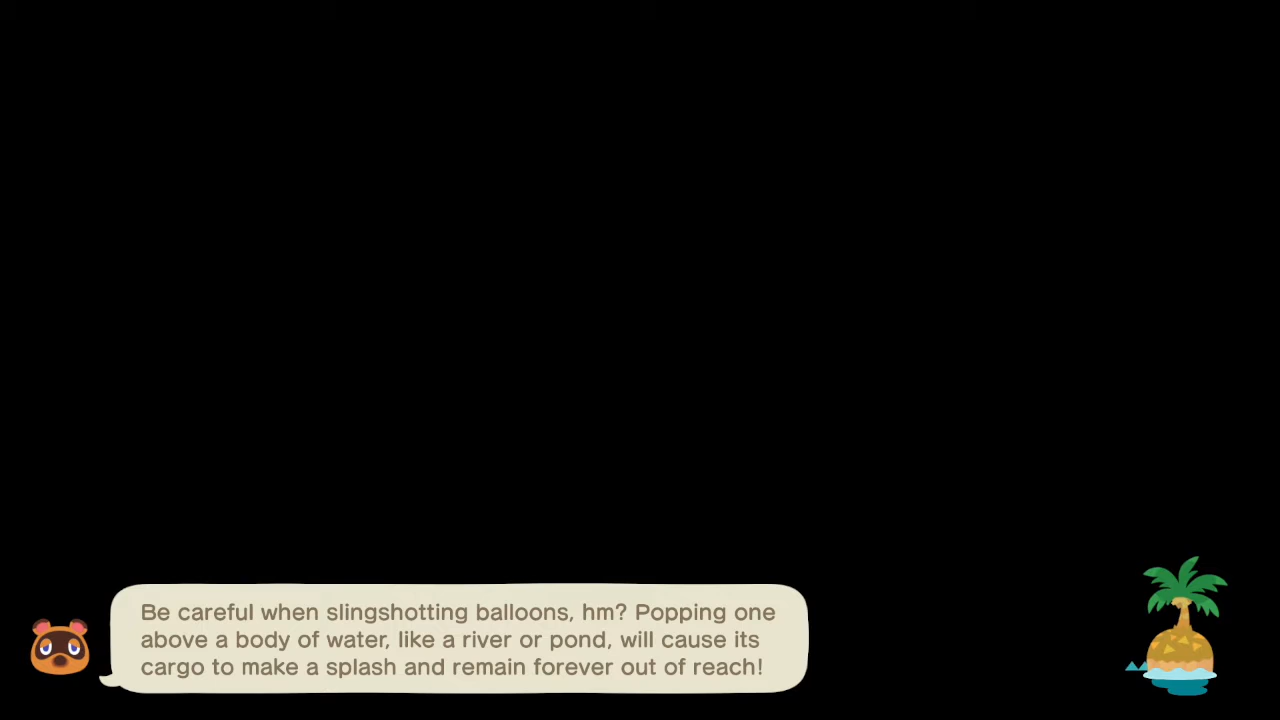 Be careful when slingshotting balloons, hm? Popping one
above a body of water, like a river or pond, will cause its
cargo to make a splash and remain forever out of reach!